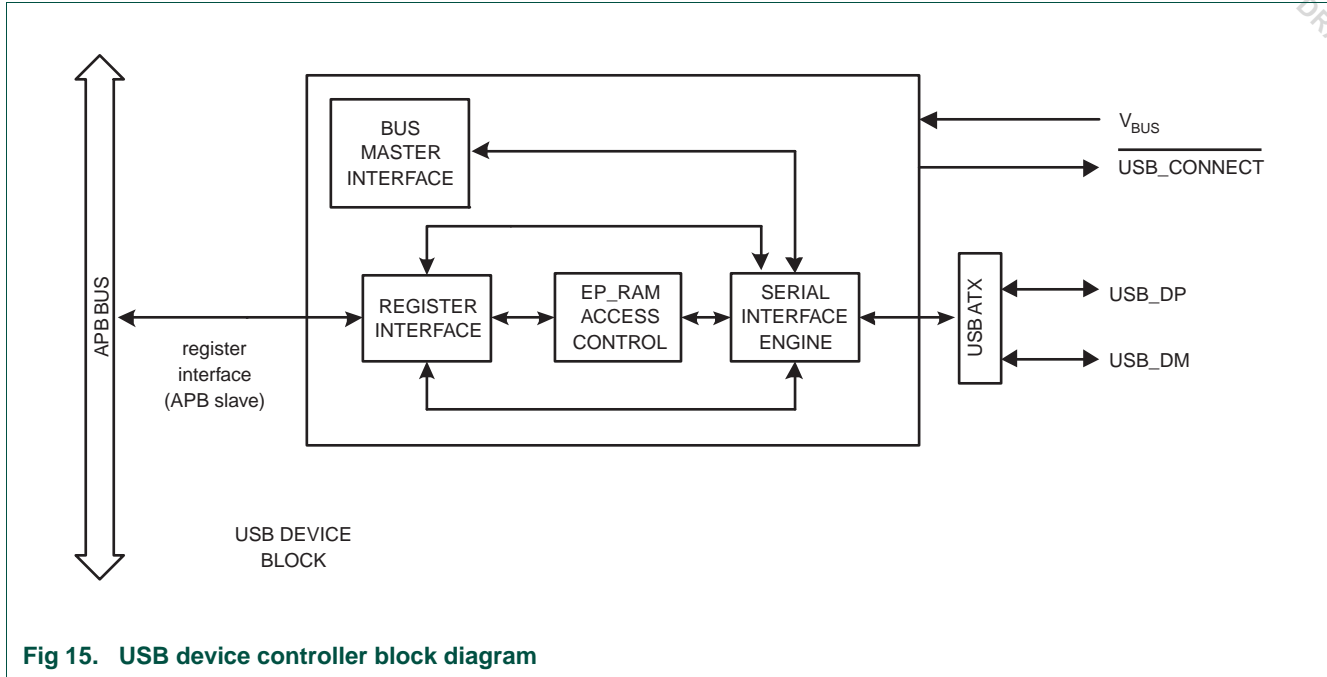 BUS
MASTER
INTERFACE
V_BUS
USB_CONNECT
APB BUS
REGISTER
INTERFACE
EP_RAM
ACCESS
CONTROL
SERIAL
INTERFACE
ENGINE
USB ATX
USB_DP
USB_DM
register
interface
(APB slave)
USB DEVICE
BLOCK
Fig 15. USB device controller block diagram